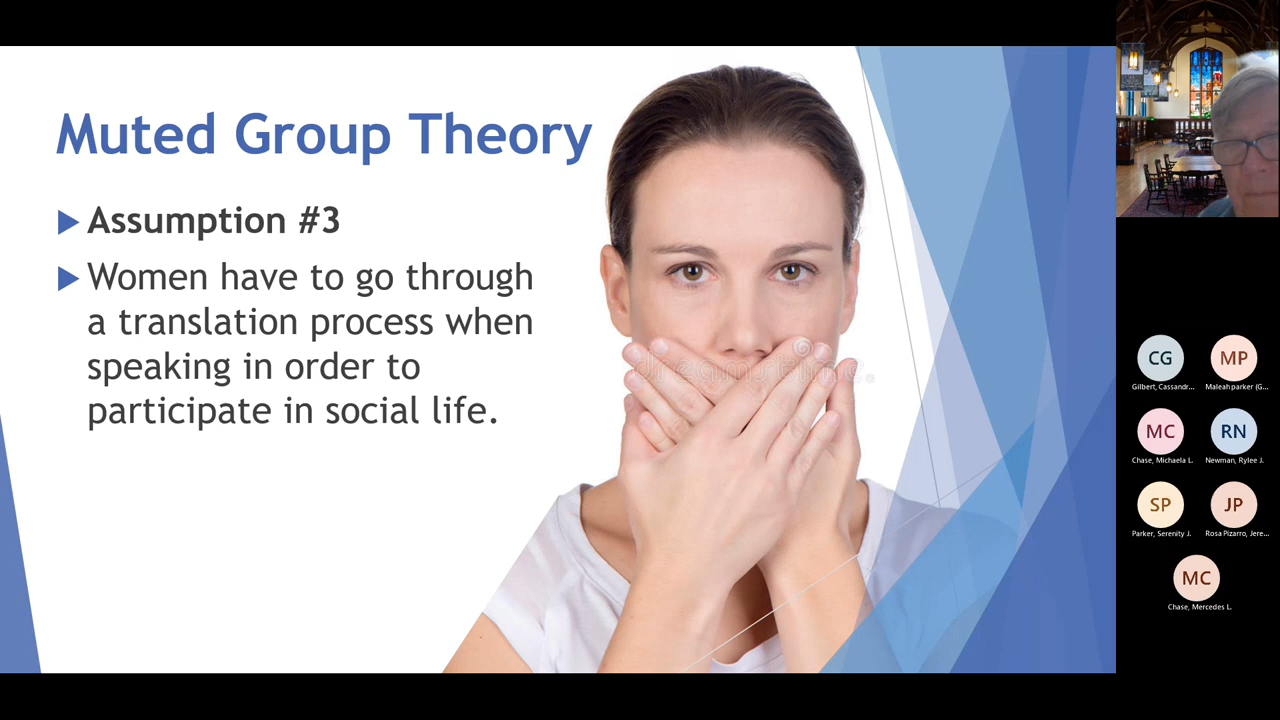 Muted Group Theory
Assumption #3
Women have to go through
a translation process when
speaking in order to
participate in social life.
dreamstime.
CG
MP
Gilbert, Cassandr...
Maleah parker (G...
MC
RN
Chase, Michaela L.
Newman, Rylee J.
SP
JP
Parker, Serenity J.
Rosa Pizarro, Jere...
MC
Chase, Mercedes L.